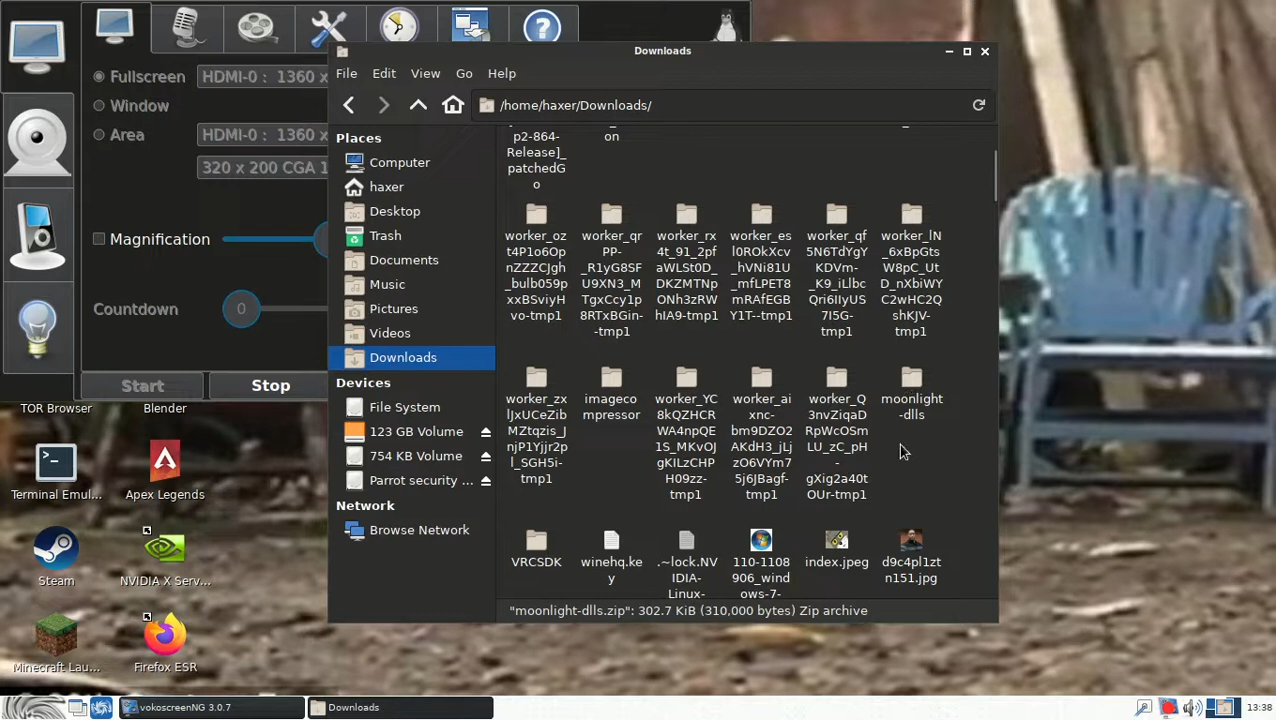 Downloads
File Edit View Go Help
/home/haxer/Downloads/
Fullscreen
HDMI-0 : 1360 x
Window
Area
HDMI-0 : 1360 x
320 x 200 CGA 1
Magnification
Countdown
0
Start
Stop
Places
Computer
haxer
Desktop
Trash
Documents
Music
Pictures
Videos
Downloads
Devices
File System
123 GB Volume
754 KB Volume
Parrot security ...
Network
Browse Network
p2-864-
Release]_
patchedG
o
on
worker_oz
t4P1o6Op
nZZZCJgh
_bulb059p
xxBSviyH
vo-tmp1
worker_qr
PP-
_R1yG8SF
U9XN3_M
TgxCcy1p
8RTxBGin-
-tmp1
worker_rx
4t_91_2pf
aWLSt0D_
DKZMTNp
ONh3zRW
hIA9-tmp1
worker_es
l0ROkXcv
_hVNi81U
_mfLPET8
mRAfEGB
Y1T--tmp1
worker_qf
5N6TdYgY
KDVm-
K9_iLlbc
Qri6IIyUS
7I5G-
tmp1
worker_lN
_6xBpGts
W8pC_Ut
D_nXbiWY
C2wHC2Q
shKJV-
tmp1
worker_zx
lJxUCeZib
MZtqzis_J
njP1Yjjr2p
l_SGH5i-
tmp1
imageco
mpressor
worker_YC
8kQZHCR
WA4npQE
1S_MKvOJ
gKILzCHP
H09zz-
tmp1
worker_ai
xnc-
bm9DZO2
AKdH3_jLj
zO6VYm7
5j6JBagf-
tmp1
worker_Q
3nvZiqaD
RpWcOSm
LU_zC_pH
-
gXig2a40t
OUr-tmp1
moonlight
-dlls
VRCSDK
winehq.ke
y
.~lock.NV
IDIA-
Linux-
110-1108
906_wind
ows-7-
index.jpeg
d9c4pl1zt
n151.jpg
"moonlight-dlls.zip": 302.7 KiB (310,000 bytes) Zip archive
TOR Browser
Blender
Terminal Emul...
Apex Legends
Steam
NVIDIA X Serv...
Minecraft Lau...
Firefox ESR
vokoscreenNG 3.0.7
Downloads
13:38